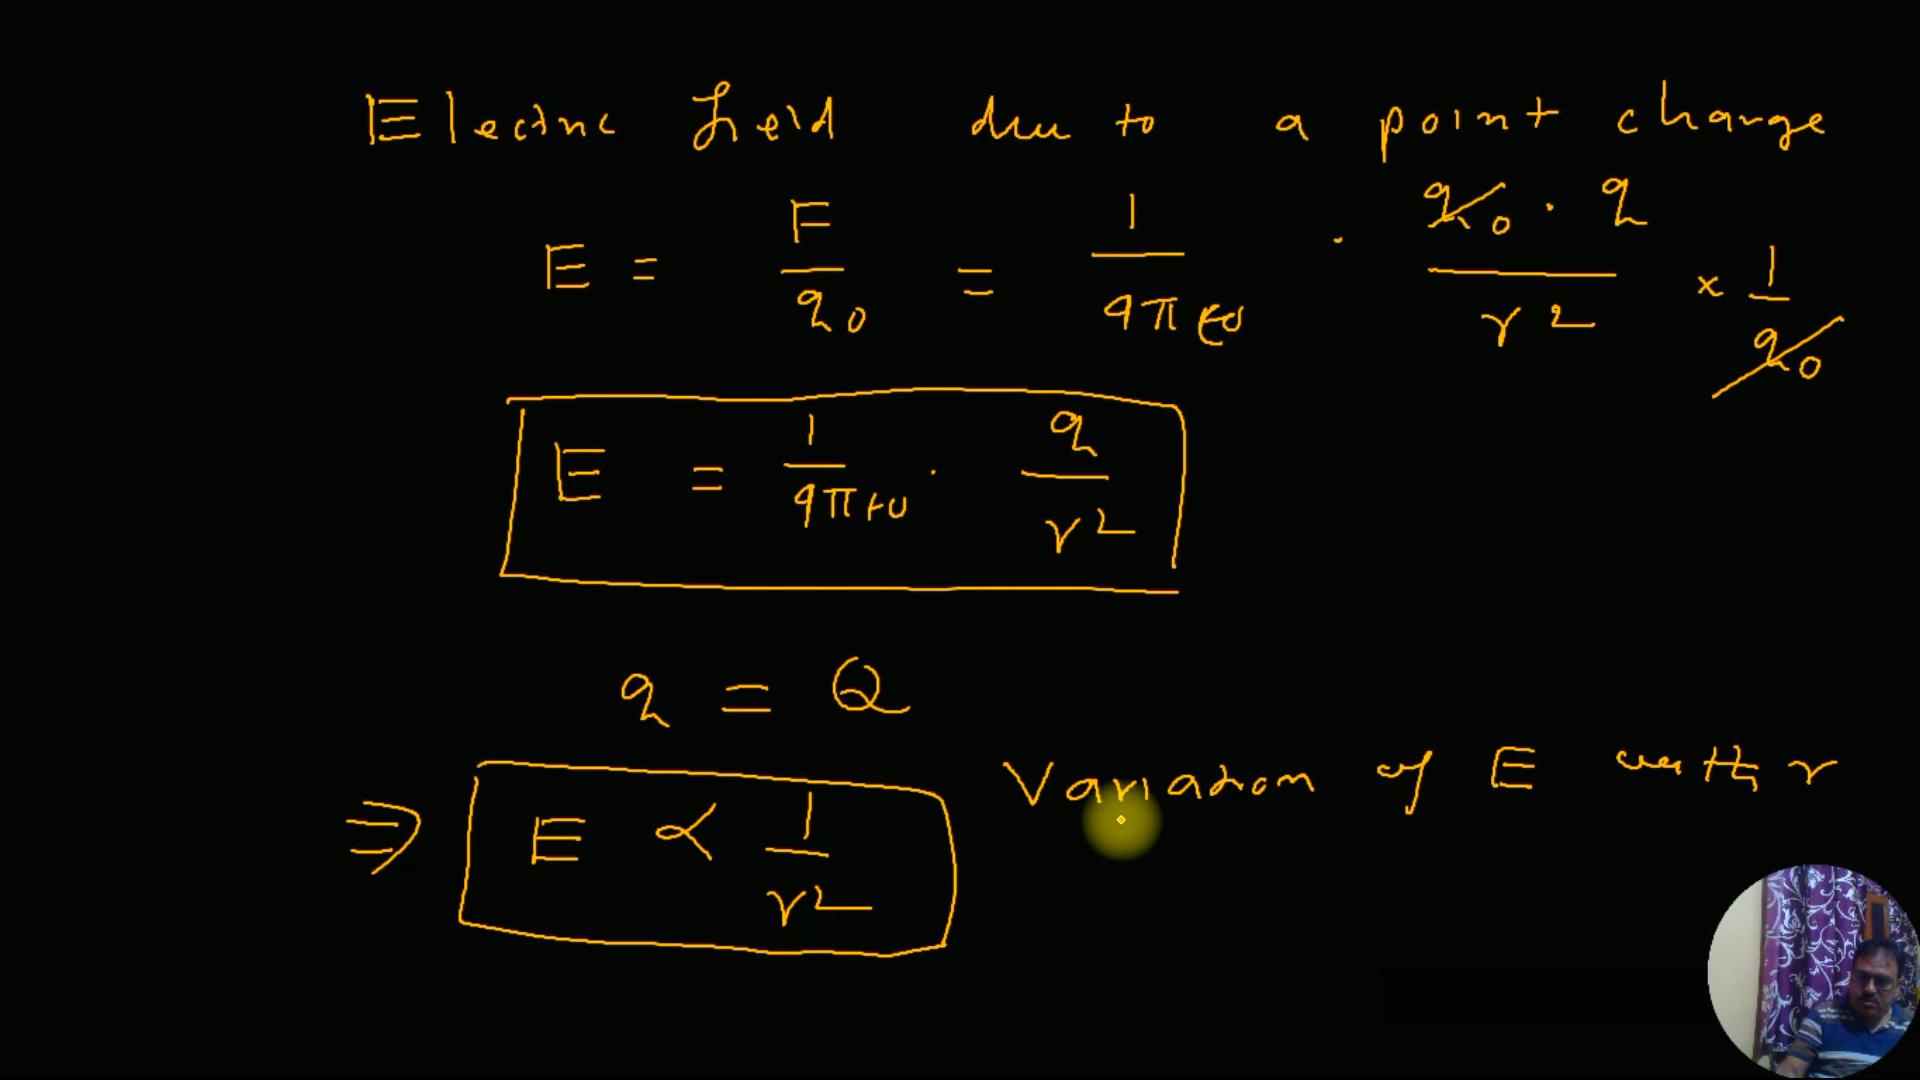 Electric field due to a point charge
E = F/q₀ = 1/4πε₀ · q₀ · q/r² × 1/q₀
E = 1/4πε₀ · q/r²
q = Q
⇒ E ∝ 1/r² Variation of E with r